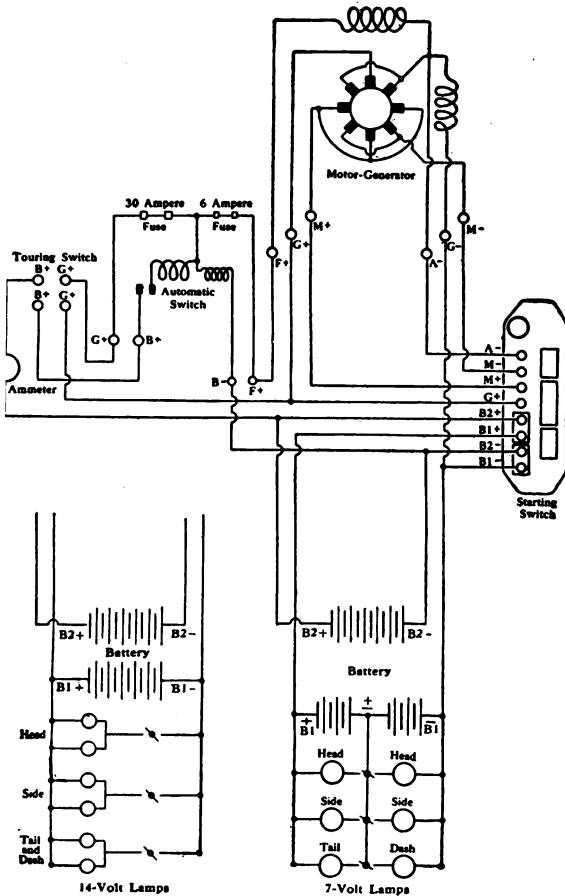 Motor-Generator
30 Ampere Fuse
6 Ampere Fuse
Touring Switch
B+ G+
B+ G+
Automatic Switch
G+ B+
B- F+
Ammeter
F+ G+ M+
A- G- M-
A-
M-
M+
G+
B2+
B1+
B2-
B1-
Starting Switch
B2+ B2-
Battery
B1+ B1-
Head
Side
Tail and Dash
14-Volt Lamps
B2+ B2-
Battery
+ B1 ± - B1
Head Head
Side Side
Tail Dash
7-Volt Lamps